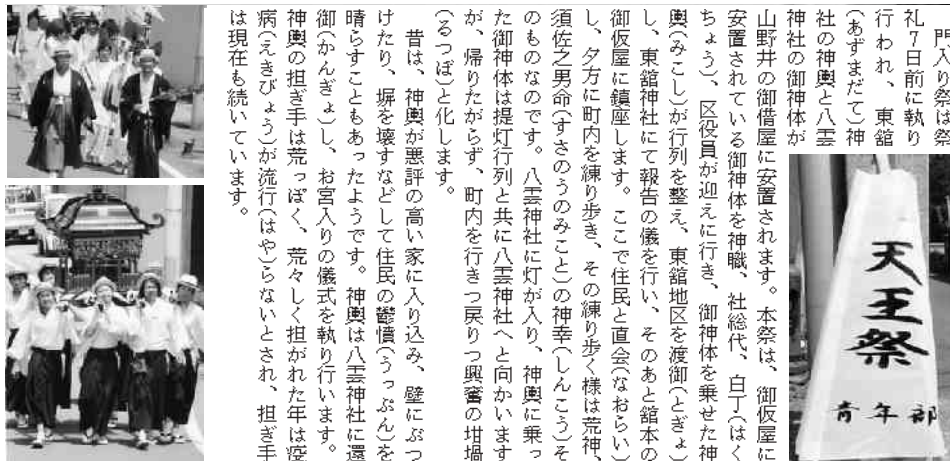 門入り祭は祭
礼７日前に執り
行われ、東舘
(あずまだて)神
社の神輿と八雲
神社の御神体が
山野井の御借屋に安置されます。本祭は、御仮屋に
安置されている御神体を神職、社総代、白丁(はく
ちょう)、区役員が迎えに行き、御神体を乗せた神
輿(みこし)が行列を整え、東舘地区を渡御(とぎょ)
し、東舘神社にて報告の儀を行い、そのあと舘本の
御仮屋に鎮座します。ここで住民と直会(なおらい)
し、夕方に町内を練り歩き、その練り歩く様は荒神、
須佐之男命(すさのうのみこと)の神幸(しんこう)そ
のものなのです。八雲神社に灯が入り、神輿に乗っ
た御神体は提灯行列と共に八雲神社へと向かいます
が、帰りたがらず、町内を行きつ戻りつ興奮の坩堝
(るつぼ)と化します。
昔は、神輿が悪評の高い家に入り込み、壁にぶつ
けたり、塀を壊すなどして住民の鬱憤(うっぷん)を
晴らすこともあったようです。神輿は八雲神社に還
御(かんぎょ)し、お宮入りの儀式を執り行います。
神輿の担ぎ手は荒っぽく、荒々しく担がれた年は疫
病(えきびょう)が流行(はや)らないとされ、担ぎ手
は現在も続いています。
天王祭
青年部